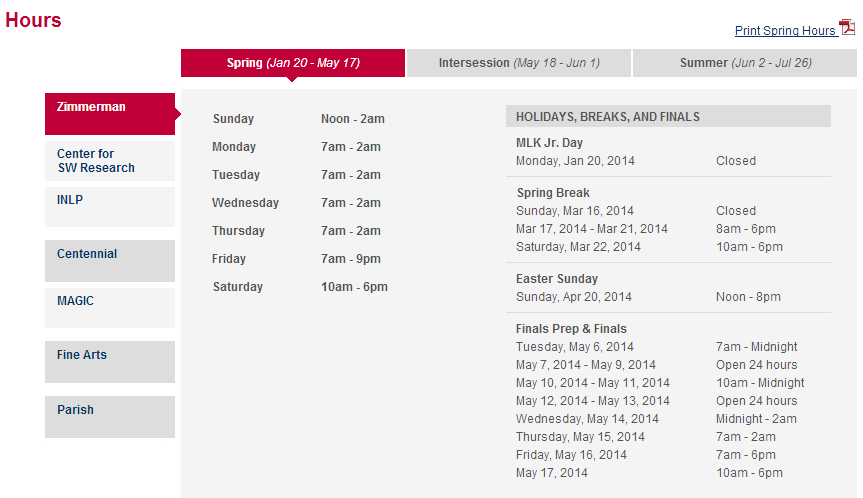 Hours
Print Spring Hours
Spring (Jan 20 - May 17)
Intersession (May 18 - Jun 1)
Summer (Jun 2 - Jul 26)
Zimmerman
Center for
SW Research
INLP
Centennial
MAGIC
Fine Arts
Parish
Sunday Noon - 2am
Monday 7am - 2am
Tuesday 7am - 2am
Wednesday 7am - 2am
Thursday 7am - 2am
Friday 7am - 9pm
Saturday 10am - 6pm
HOLIDAYS, BREAKS, AND FINALS
MLK Jr. Day
Monday, Jan 20, 2014 Closed
Spring Break
Sunday, Mar 16, 2014 Closed
Mar 17, 2014 - Mar 21, 2014 8am - 6pm
Saturday, Mar 22, 2014 10am - 6pm
Easter Sunday
Sunday, Apr 20, 2014 Noon - 8pm
Finals Prep & Finals
Tuesday, May 6, 2014 7am - Midnight
May 7, 2014 - May 9, 2014 Open 24 hours
May 10, 2014 - May 11, 2014 10am - Midnight
May 12, 2014 - May 13, 2014 Open 24 hours
Wednesday, May 14, 2014 Midnight - 2am
Thursday, May 15, 2014 7am - 2am
Friday, May 16, 2014 7am - 6pm
May 17, 2014 10am - 6pm